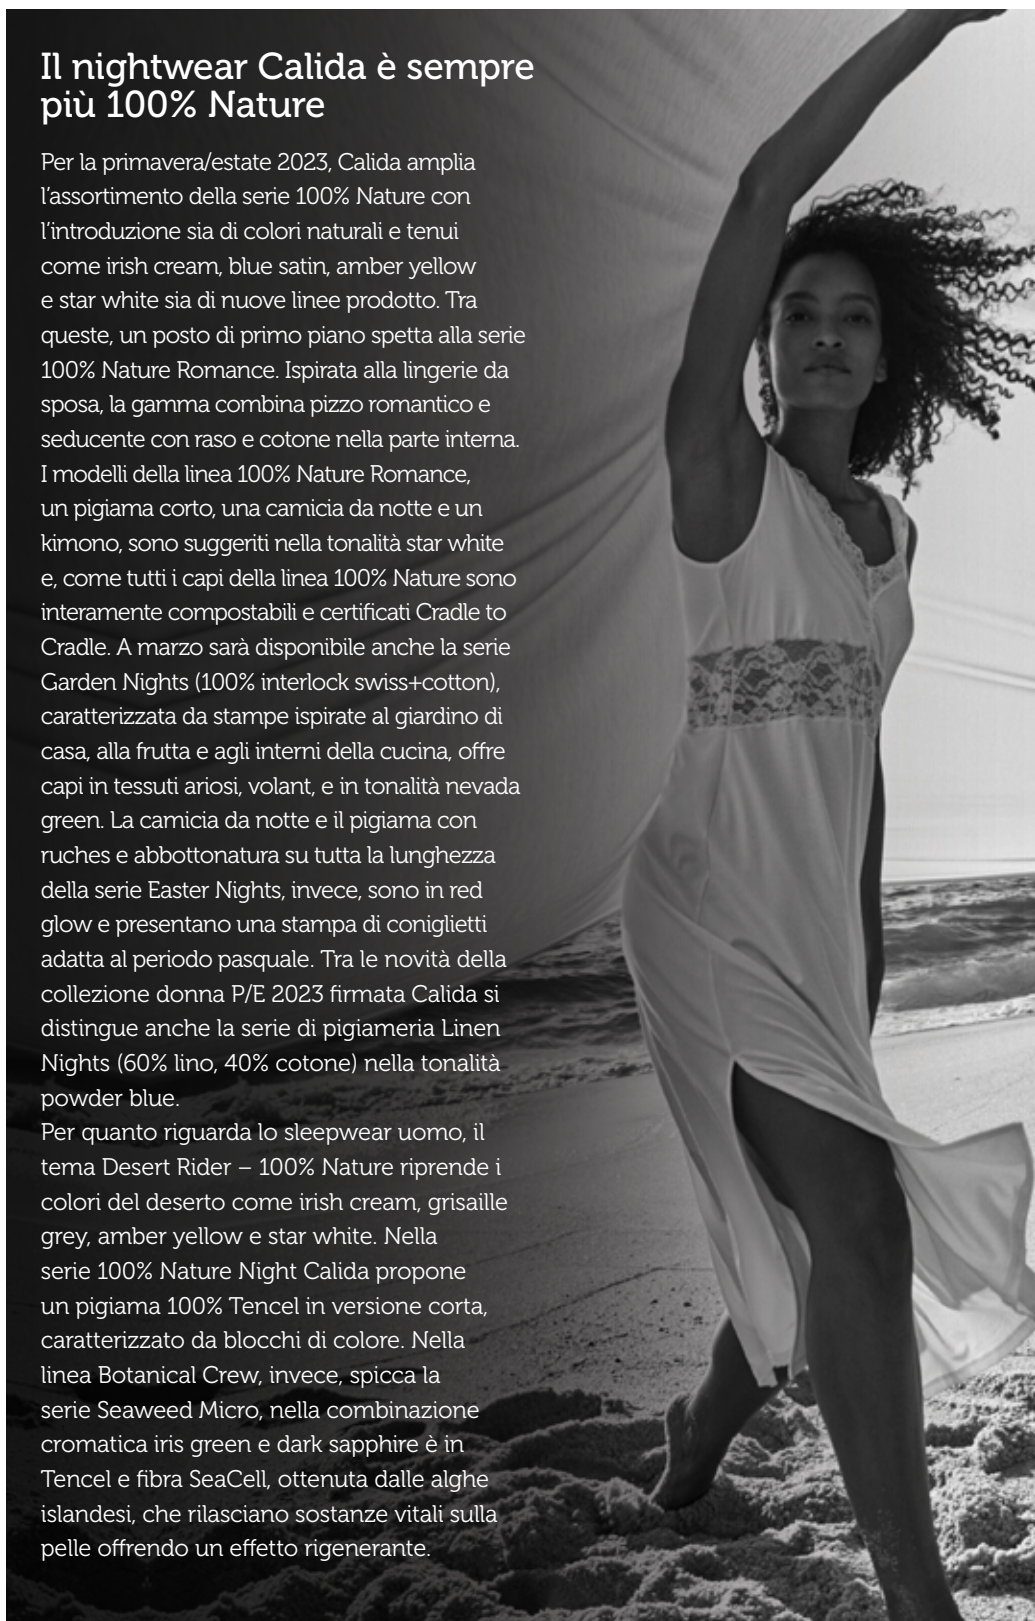 Il nightwear Calida è sempre
più 100% Nature
Per la primavera/estate 2023, Calida amplia
l’assortimento della serie 100% Nature con
l’introduzione sia di colori naturali e tenui
come irish cream, blue satin, amber yellow
e star white sia di nuove linee prodotto. Tra
queste, un posto di primo piano spetta alla serie
100% Nature Romance. Ispirata alla lingerie da
sposa, la gamma combina pizzo romantico e
seducente con raso e cotone nella parte interna.
I modelli della linea 100% Nature Romance,
un pigiama corto, una camicia da notte e un
kimono, sono suggeriti nella tonalità star white
e, come tutti i capi della linea 100% Nature sono
interamente compostabili e certificati Cradle to
Cradle. A marzo sarà disponibile anche la serie
Garden Nights (100% interlock swiss+cotton),
caratterizzata da stampe ispirate al giardino di
casa, alla frutta e agli interni della cucina, offre
capi in tessuti ariosi, volant, e in tonalità nevada
green. La camicia da notte e il pigiama con
ruches e abbottonatura su tutta la lunghezza
della serie Easter Nights, invece, sono in red
glow e presentano una stampa di coniglietti
adatta al periodo pasquale. Tra le novità della
collezione donna P/E 2023 firmata Calida si
distingue anche la serie di pigiameria Linen
Nights (60% lino, 40% cotone) nella tonalità
powder blue.
Per quanto riguarda lo sleepwear uomo, il
tema Desert Rider – 100% Nature riprende i
colori del deserto come irish cream, grisaille
grey, amber yellow e star white. Nella
serie 100% Nature Night Calida propone
un pigiama 100% Tencel in versione corta,
caratterizzato da blocchi di colore. Nella
linea Botanical Crew, invece, spicca la
serie Seaweed Micro, nella combinazione
cromatica iris green e dark sapphire è in
Tencel e fibra SeaCell, ottenuta dalle alghe
islandesi, che rilasciano sostanze vitali sulla
pelle offrendo un effetto rigenerante.